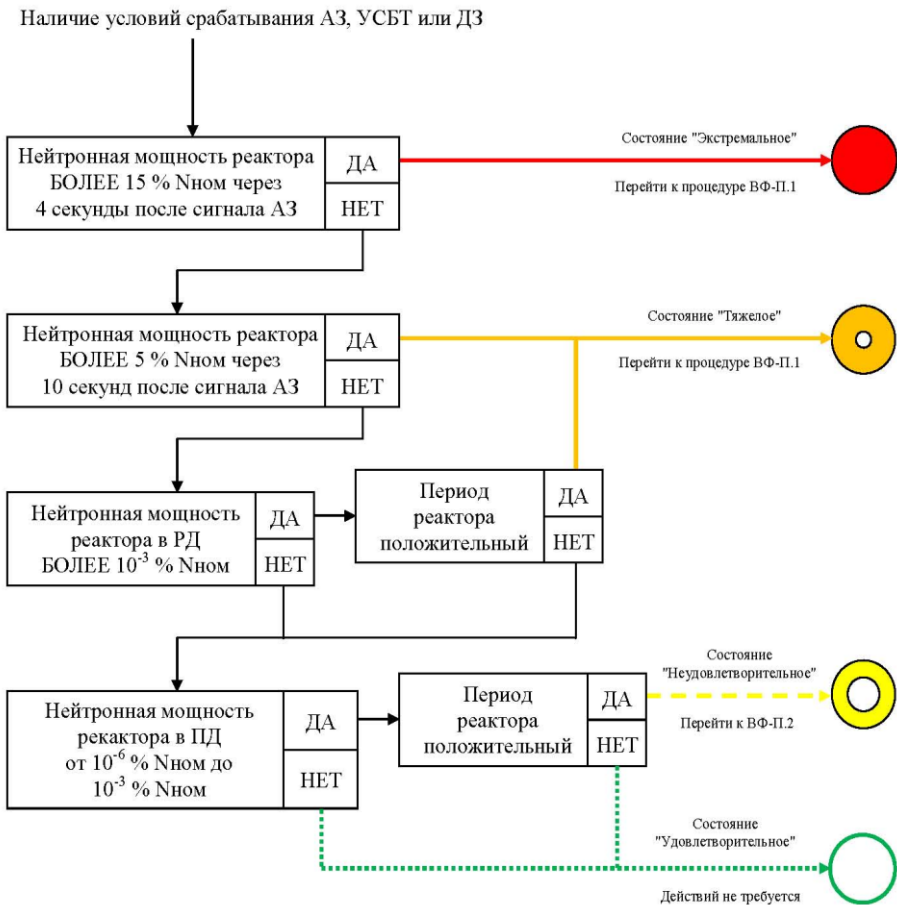 Наличие условий срабатывания АЗ, УСБТ или ДЗ
Нейтронная мощность реактора
БОЛЕЕ 15 % Nном через
4 секунды после сигнала АЗ
ДА
НЕТ
Состояние "Экстремальное"
Перейти к процедуре ВФ-П.1
Нейтронная мощность реактора
БОЛЕЕ 5 % Nном через
10 секунд после сигнала АЗ
ДА
НЕТ
Состояние "Тяжелое"
Перейти к процедуре ВФ-П.1
Нейтронная мощность
реактора в РД
БОЛЕЕ 10⁻³ % Nном
ДА
НЕТ
Период
реактора
положительный
ДА
НЕТ
Нейтронная мощность
рекактора в ПД
от 10⁻⁶ % Nном до
10⁻³ % Nном
ДА
НЕТ
Период
реактора
положительный
ДА
НЕТ
Состояние
"Неудовлетворительное"
Перейти к ВФ-П.2
Состояние
"Удовлетворительное"
Действий не требуется